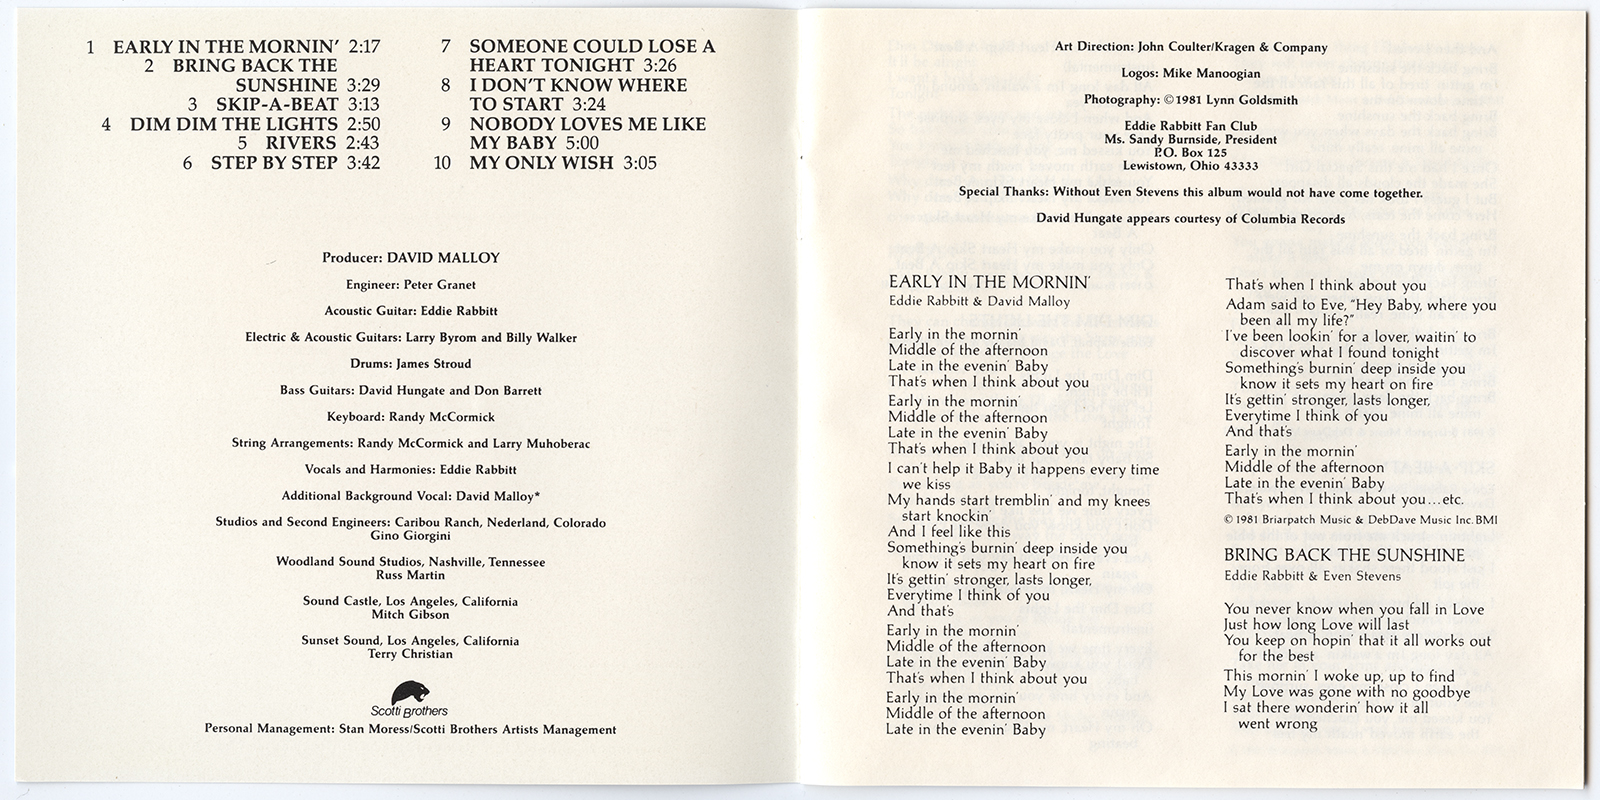 1 EARLY IN THE MORNIN' 2:17
2 BRING BACK THE
SUNSHINE 3:29
3 SKIP-A-BEAT 3:13
4 DIM DIM THE LIGHTS 2:50
5 RIVERS 2:43
6 STEP BY STEP 3:42
7 SOMEONE COULD LOSE A
HEART TONIGHT 3:26
8 I DON'T KNOW WHERE
TO START 3:24
9 NOBODY LOVES ME LIKE
MY BABY 5:00
10 MY ONLY WISH 3:05
Producer: DAVID MALLOY
Engineer: Peter Granet
Acoustic Guitar: Eddie Rabbitt
Electric & Acoustic Guitars: Larry Byrom and Billy Walker
Drums: James Stroud
Bass Guitars: David Hungate and Don Barrett
Keyboard: Randy McCormick
String Arrangements: Randy McCormick and Larry Muhoberac
Vocals and Harmonies: Eddie Rabbitt
Additional Background Vocal: David Malloy*
Studios and Second Engineers: Caribou Ranch, Nederland, Colorado
Gino Giorgini
Woodland Sound Studios, Nashville, Tennessee
Russ Martin
Sound Castle, Los Angeles, California
Mitch Gibson
Sunset Sound, Los Angeles, California
Terry Christian
Scotti Brothers
Personal Management: Stan Moress/Scotti Brothers Artists Management
Art Direction: John Coulter/Kragen & Company
Logos: Mike Manoogian
Photography: ©1981 Lynn Goldsmith
Eddie Rabbitt Fan Club
Ms. Sandy Burnside, President
P.O. Box 125
Lewistown, Ohio 43333
Special Thanks: Without Even Stevens this album would not have come together.
David Hungate appears courtesy of Columbia Records
EARLY IN THE MORNIN'
Eddie Rabbitt & David Malloy
Early in the mornin'
Middle of the afternoon
Late in the evenin' Baby
That's when I think about you
Early in the mornin'
Middle of the afternoon
Late in the evenin' Baby
That's when I think about you
I can't help it Baby it happens every time
we kiss
My hands start tremblin' and my knees
start knockin'
And I feel like this
Something's burnin' deep inside you
know it sets my heart on fire
It's gettin' stronger, lasts longer,
Everytime I think of you
And that's
Early in the mornin'
Middle of the afternoon
Late in the evenin' Baby
That's when I think about you
Early in the mornin'
Middle of the afternoon
Late in the evenin' Baby
That's when I think about you
Adam said to Eve, "Hey Baby, where you
been all my life?"
I've been lookin' for a lover, waitin' to
discover what I found tonight
Something's burnin' deep inside you
know it sets my heart on fire
It's gettin' stronger, lasts longer,
Everytime I think of you
And that's
Early in the mornin'
Middle of the afternoon
Late in the evenin' Baby
That's when I think about you...etc.
© 1981 Briarpatch Music & DebDave Music Inc. BMI
BRING BACK THE SUNSHINE
Eddie Rabbitt & Even Stevens
You never know when you fall in Love
Just how long Love will last
You keep on hopin' that it all works out
for the best
This mornin' I woke up, up to find
My Love was gone with no goodbye
I sat there wonderin' how it all
went wrong